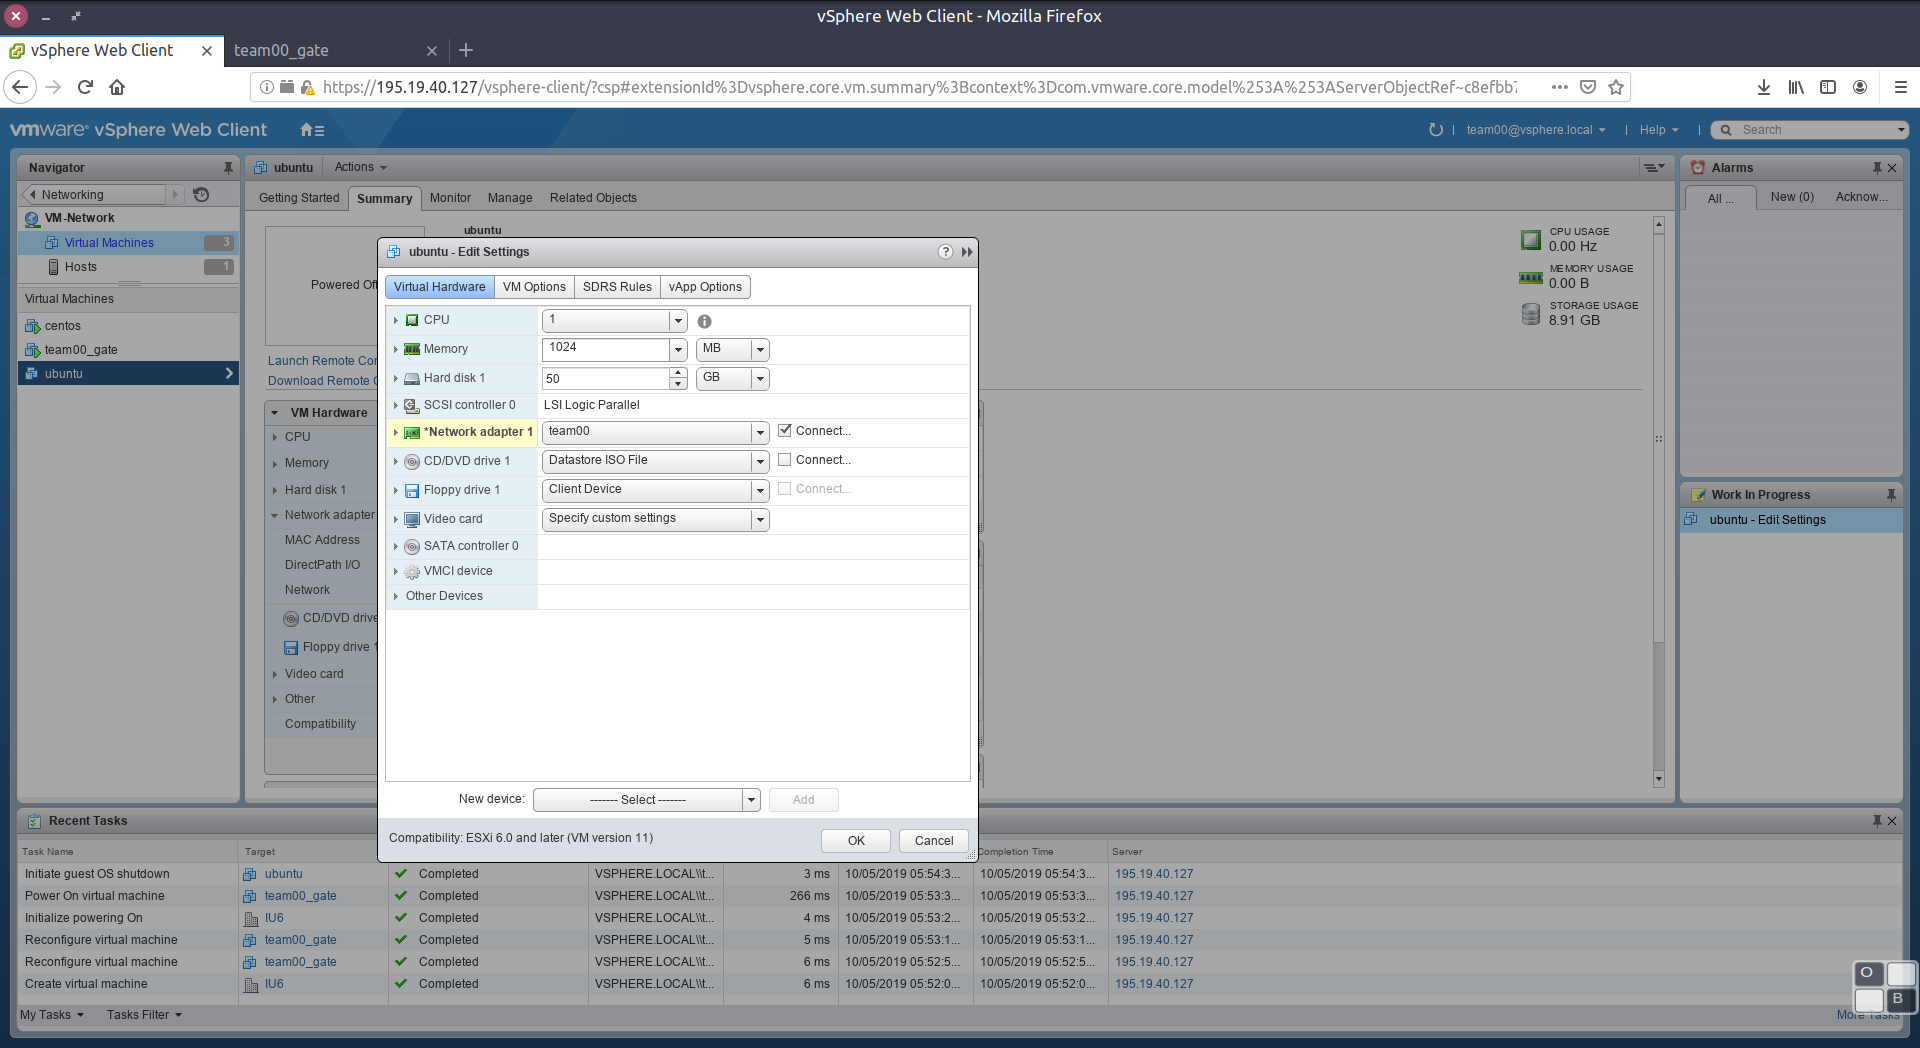 vSphere Web Client - Mozilla Firefox
vSphere Web Client
team00_gate
https://195.19.40.127/vsphere-client/?csp#extensionId%3Dvsphere.core.vm.summary%3Bcontext%3Dcom.vmware.core.model%253A%253AServerObjectRef~c8efbb7
vmware® vSphere Web Client
team00@vsphere.local
Help
Search
Navigator
Networking
VM-Network
Virtual Machines 3
Hosts 1
Virtual Machines
centos
team00_gate
ubuntu
ubuntu
Actions
Getting Started
Summary
Monitor
Manage
Related Objects
ubuntu
Powered Of
Launch Remote Cor
Download Remote C
CPU USAGE
0.00 Hz
MEMORY USAGE
0.00 B
STORAGE USAGE
8.91 GB
VM Hardware
CPU
Memory
Hard disk 1
Network adapter
MAC Address
DirectPath I/O
Network
CD/DVD drive
Floppy drive 1
Video card
Other
Compatibility
ubuntu - Edit Settings
Virtual Hardware
VM Options
SDRS Rules
vApp Options
CPU 1
Memory 1024 MB
Hard disk 1 50 GB
SCSI controller 0 LSI Logic Parallel
*Network adapter 1 team00 Connect...
CD/DVD drive 1 Datastore ISO File Connect...
Floppy drive 1 Client Device Connect...
Video card Specify custom settings
SATA controller 0
VMCI device
Other Devices
New device: ------- Select ------- Add
Compatibility: ESXi 6.0 and later (VM version 11)
OK
Cancel
Alarms
All ...
New (0)
Acknow...
Work In Progress
ubuntu - Edit Settings
Recent Tasks
Task Name Target Completion Time Server
Initiate guest OS shutdown ubuntu Completed VSPHERE.LOCAL\\t... 3 ms 10/05/2019 05:54:3... 10/05/2019 05:54:3... 195.19.40.127
Power On virtual machine team00_gate Completed VSPHERE.LOCAL\\t... 266 ms 10/05/2019 05:53:3... 10/05/2019 05:53:3... 195.19.40.127
Initialize powering On IU6 Completed VSPHERE.LOCAL\\t... 4 ms 10/05/2019 05:53:2... 10/05/2019 05:53:2... 195.19.40.127
Reconfigure virtual machine team00_gate Completed VSPHERE.LOCAL\\t... 5 ms 10/05/2019 05:53:1... 10/05/2019 05:53:1... 195.19.40.127
Reconfigure virtual machine team00_gate Completed VSPHERE.LOCAL\\t... 6 ms 10/05/2019 05:52:5... 10/05/2019 05:52:5... 195.19.40.127
Create virtual machine IU6 Completed VSPHERE.LOCAL\\t... 6 ms 10/05/2019 05:52:0... 10/05/2019 05:52:0... 195.19.40.127
My Tasks
Tasks Filter
More Tasks
O
B